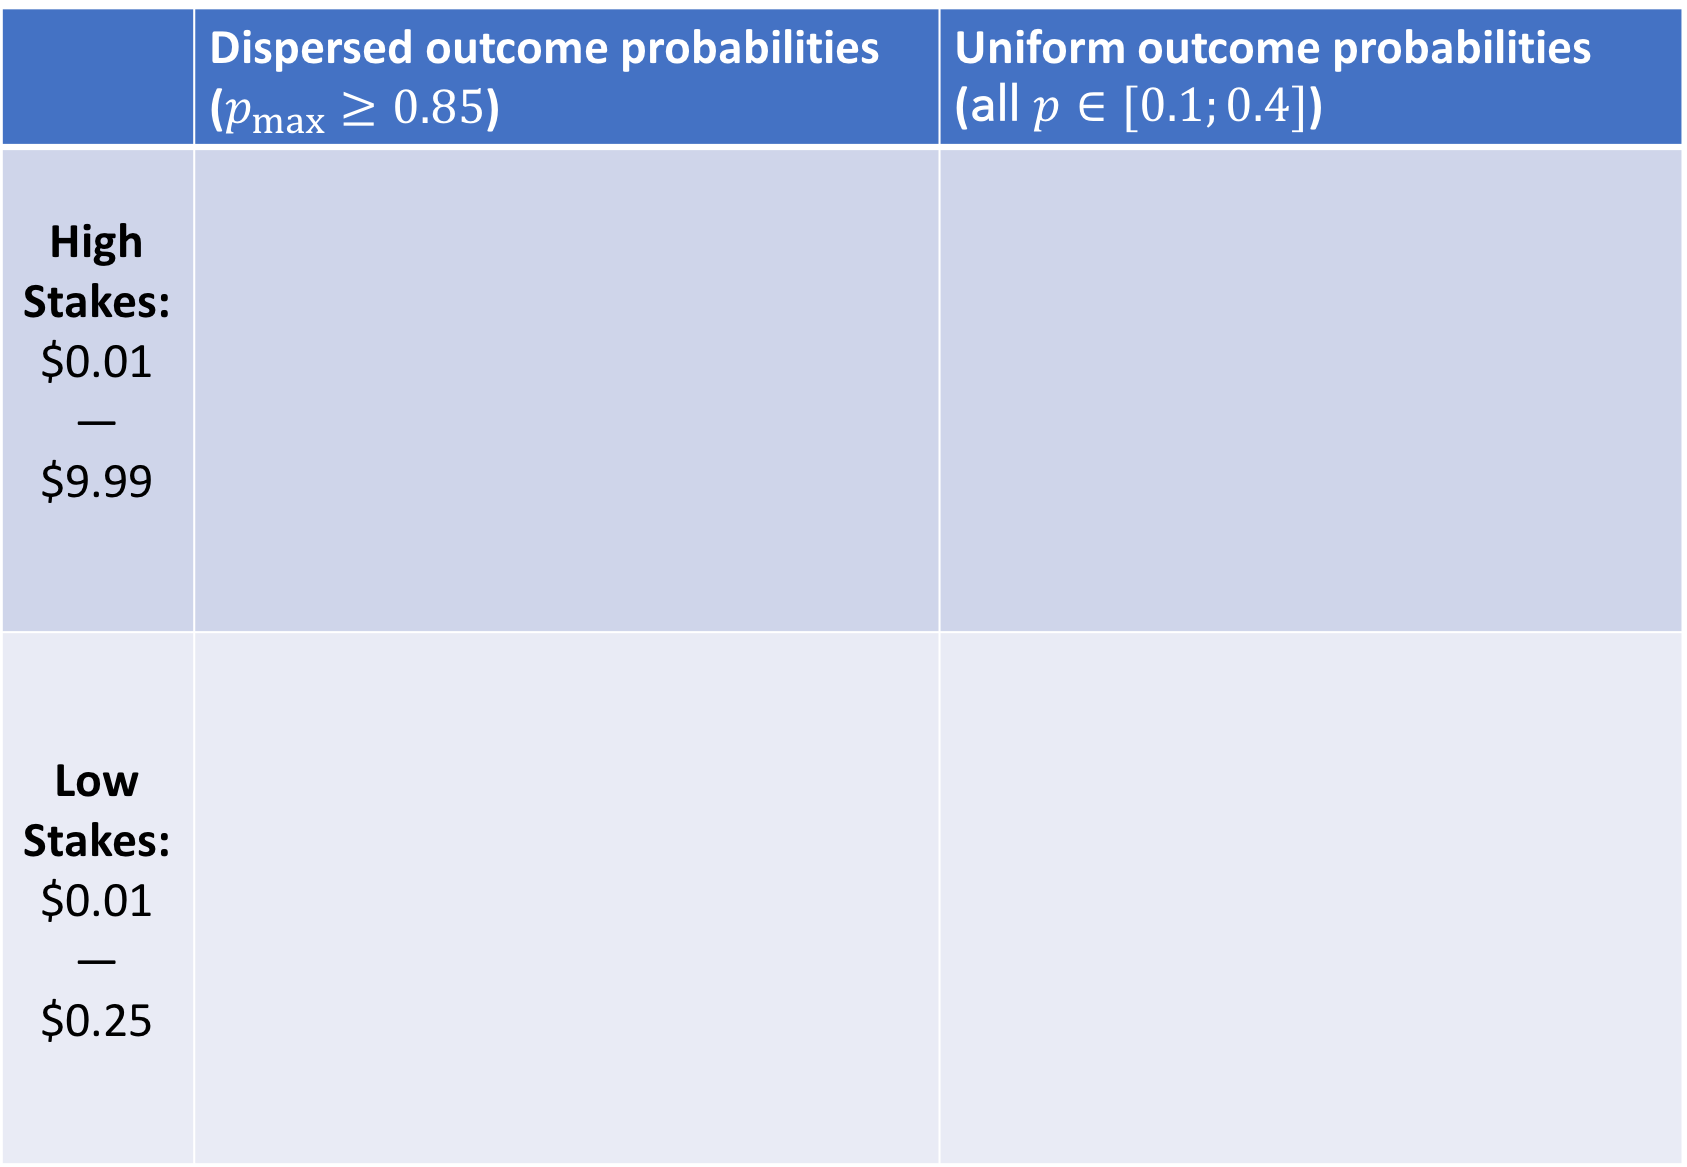 Dispersed outcome probabilities
(p_max ≥ 0.85)
Uniform outcome probabilities
(all p ∈ [0.1; 0.4])
High
Stakes:
$0.01
—
$9.99
Low
Stakes:
$0.01
—
$0.25